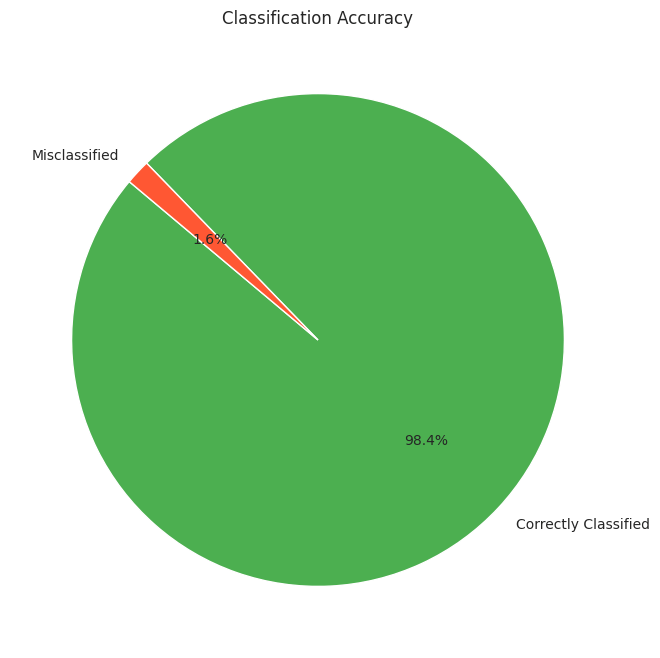 Classification Accuracy
Misclassified
1.6%
98.4%
Correctly Classified